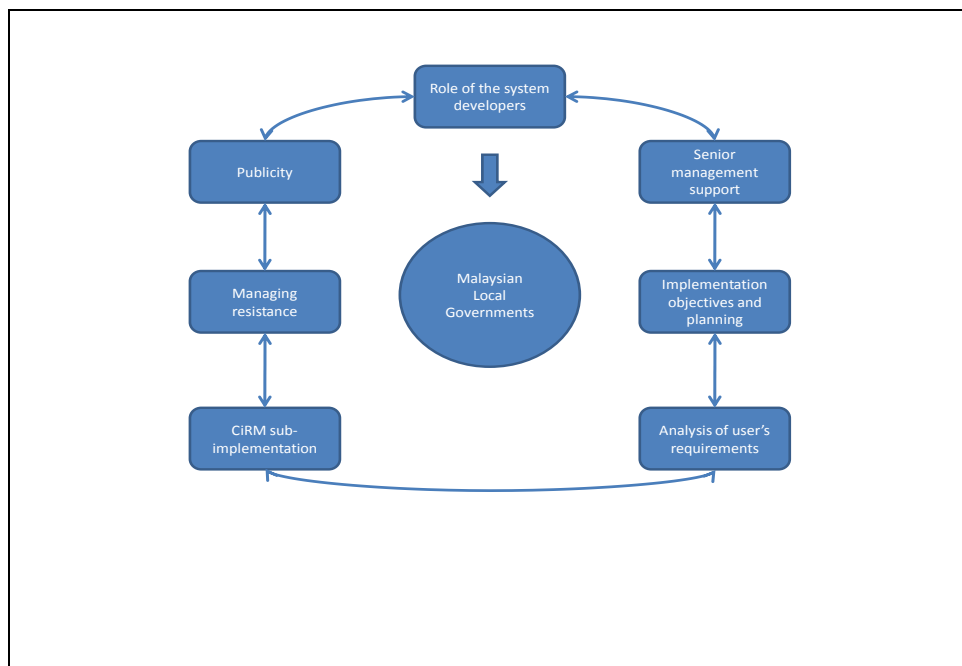 Role of the system
developers
Publicity
Senior
management
support
Malaysian
Local
Governments
Managing
resistance
Implementation
objectives and
planning
CiRM sub-
implementation
Analysis of user’s
requirements